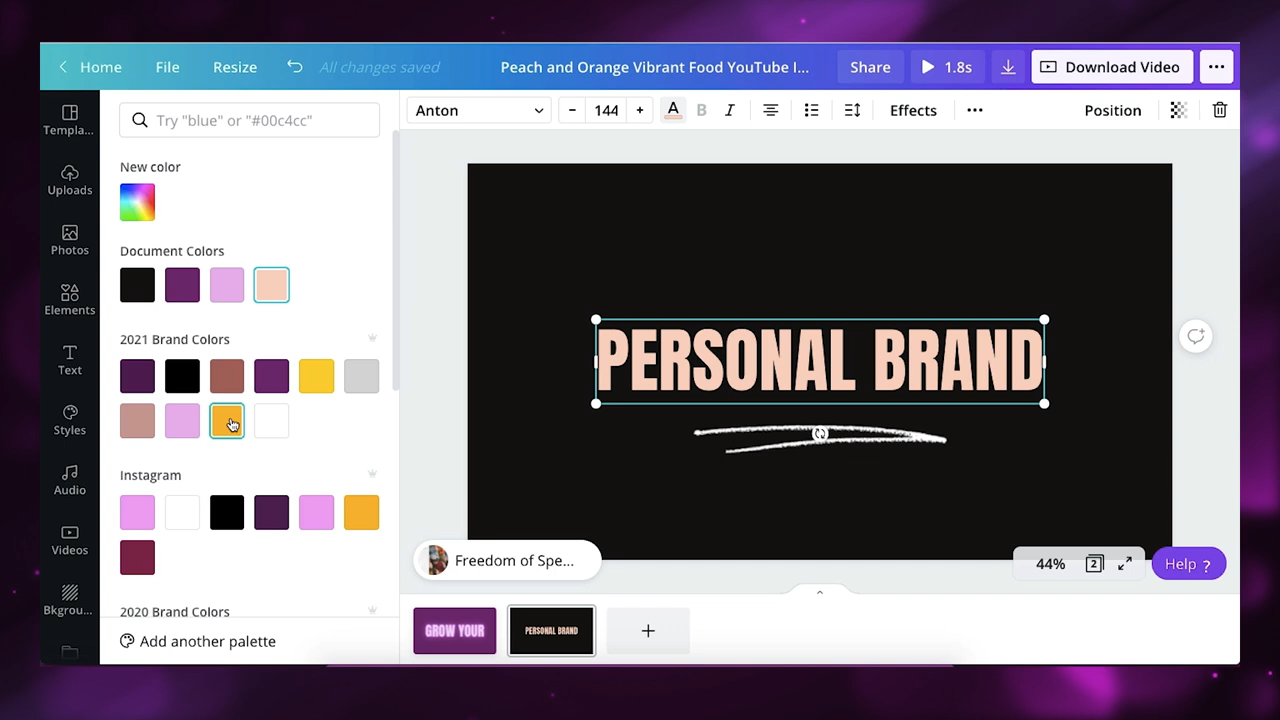 Home File Resize All changes saved Peach and Orange Vibrant Food YouTube I... Share 1.8s Download Video ...
Templa...
Uploads
Photos
Elements
Text
Styles
Audio
Videos
Bkgrou...
Try "blue" or "#00c4cc"
New color
Document Colors
2021 Brand Colors
Instagram
2020 Brand Colors
Add another palette
Anton - 144 + A B I Effects ... Position
PERSONAL BRAND
Freedom of Spe...
44% 2 Help ?
GROW YOUR PERSONAL BRAND +